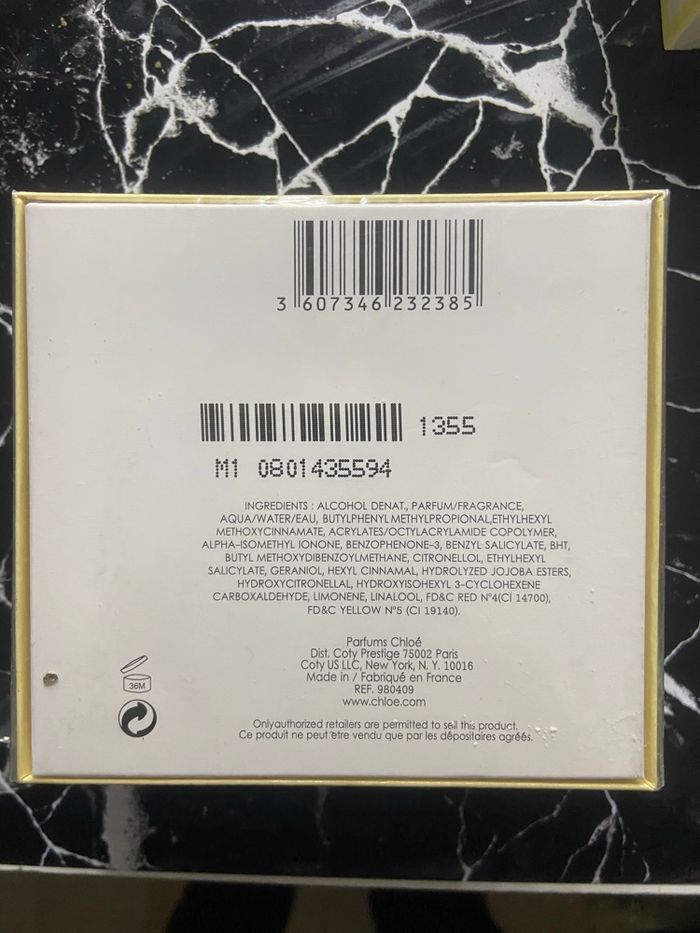 3 607346 232385
1355
M1 0801435594
INGREDIENTS : ALCOHOL DENAT., PARFUM/FRAGRANCE,
AQUA/WATER/EAU, BUTYLPHENYL METHYLPROPIONAL,ETHYLHEXYL
METHOXYCINNAMATE, ACRYLATES/OCTYLACRYLAMIDE COPOLYMER,
ALPHA-ISOMETHYL IONONE, BENZOPHENONE-3, BENZYL SALICYLATE, BHT,
BUTYL METHOXYDIBENZOYLMETHANE, CITRONELLOL, ETHYLHEXYL
SALICYLATE, GERANIOL, HEXYL CINNAMAL, HYDROLYZED JOJOBA ESTERS,
HYDROXYCITRONELLAL, HYDROXYISOHEXYL 3-CYCLOHEXENE
CARBOXALDEHYDE, LIMONENE, LINALOOL, FD&C RED N°4(CI 14700),
FD&C YELLOW N°5 (CI 19140).
Parfums Chloé
Dist. Coty Prestige 75002 Paris
Coty US LLC, New York, N. Y. 10016
Made in / Fabriqué en France
REF. 980409
www.chloe.com
36M
Onlyauthorized retailers are permitted to sell this product.
Ce produit ne peut être vendu que par les dépositaires agréés.